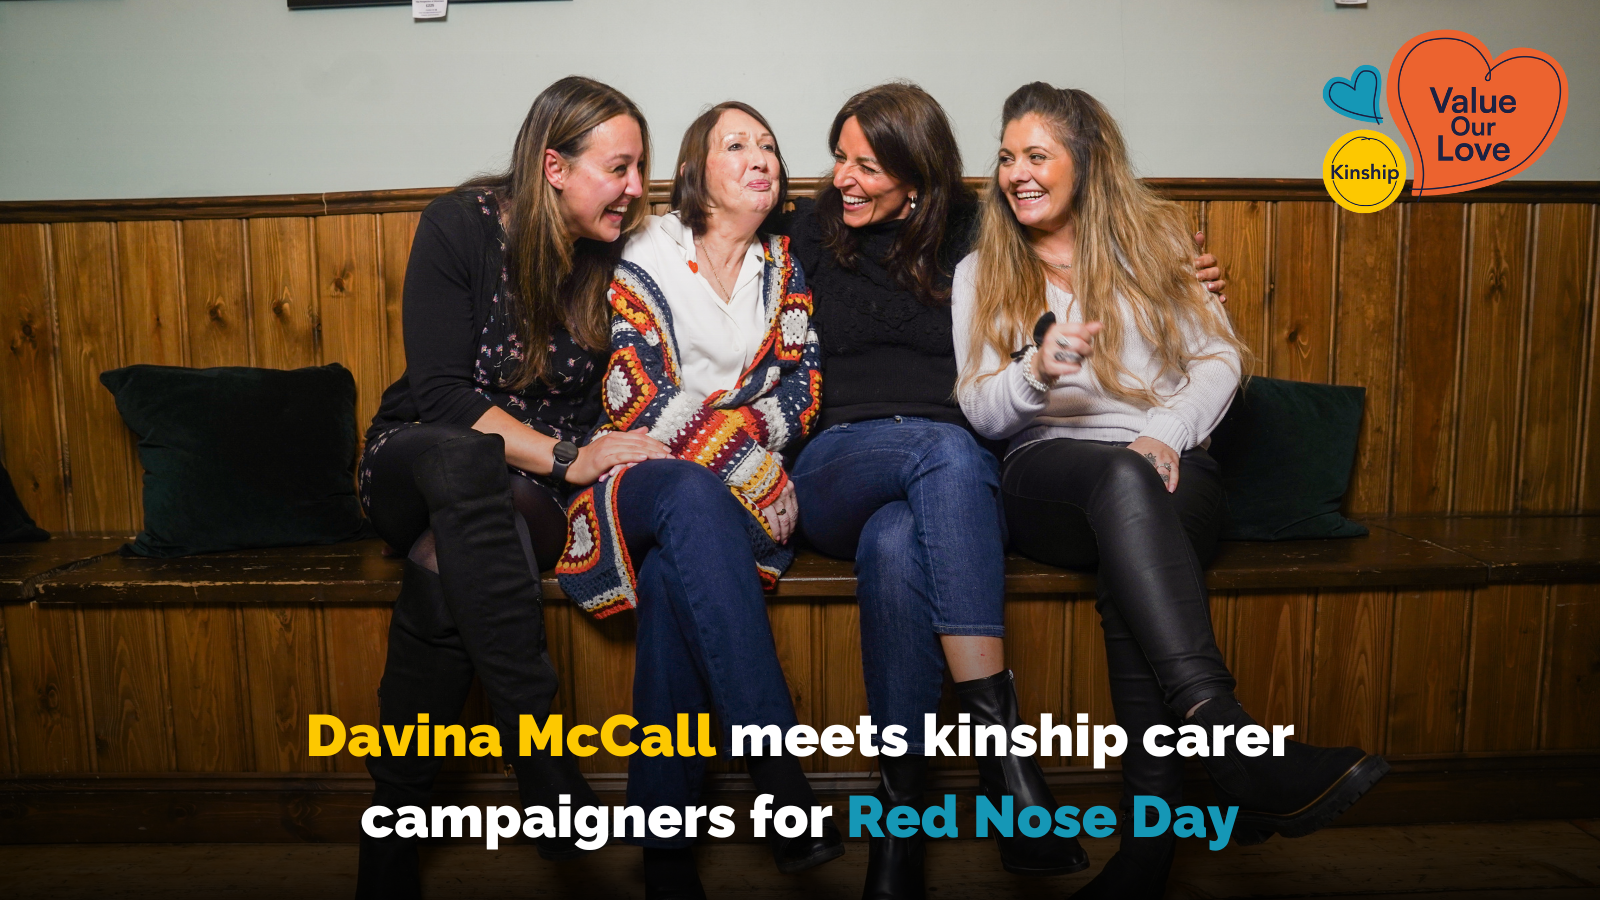 Value
Our
Love
Kinship
Davina McCall meets kinship carer
campaigners for Red Nose Day